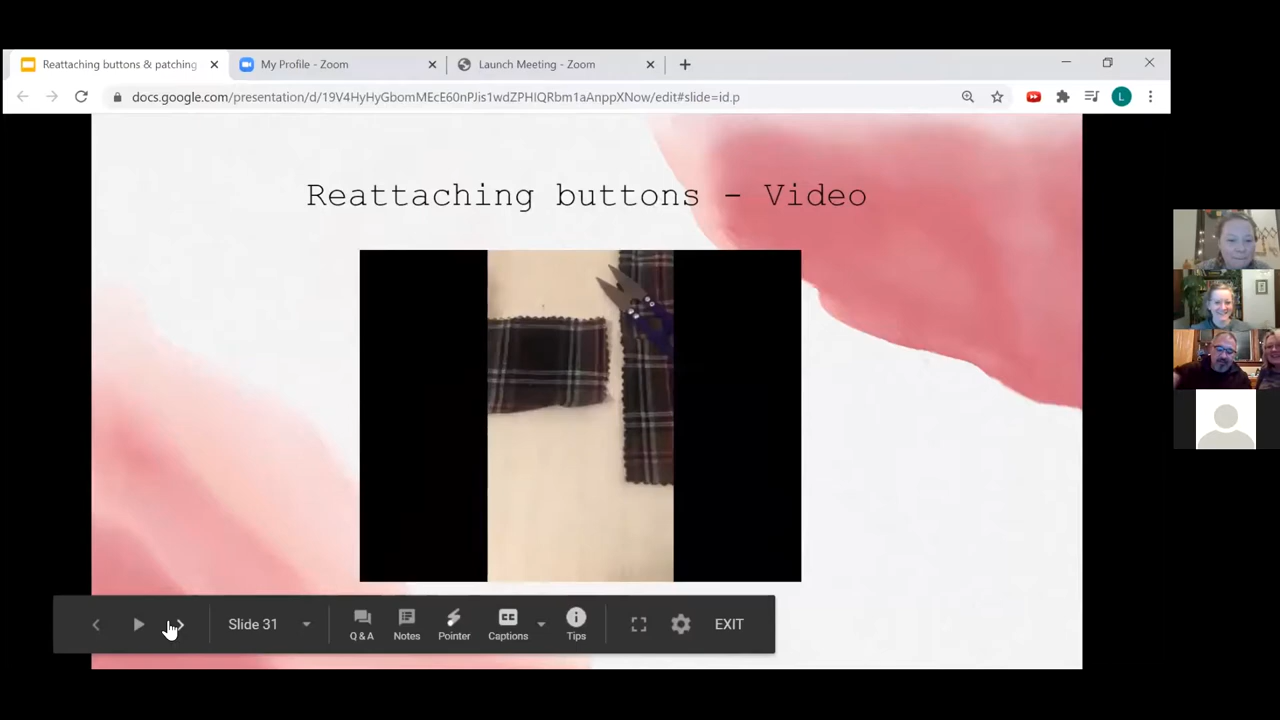 Reattaching buttons & patching
My Profile - Zoom
Launch Meeting - Zoom
docs.google.com/presentation/d/19V4HyHyGbomMEcE60nPJis1wdZPHIQRbm1aAnppXNow/edit#slide=id.p
L
Reattaching buttons - Video
Slide 31
Q & A
Notes
Pointer
CC
Captions
Tips
EXIT